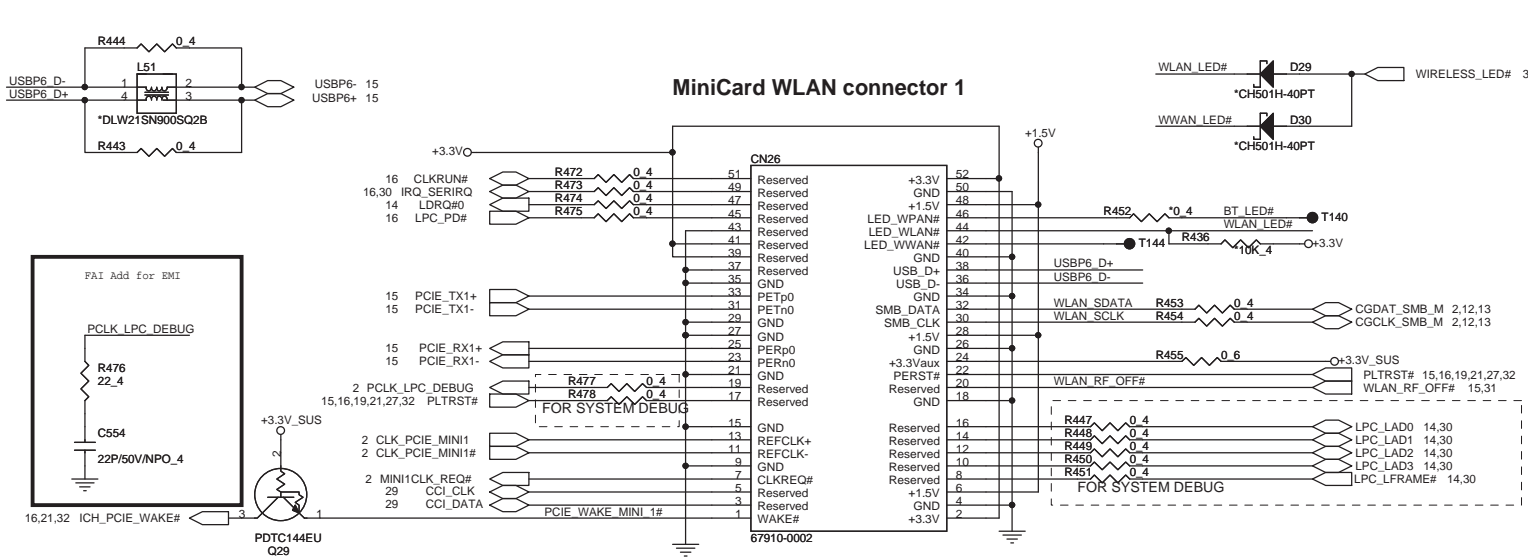 R444 0_4
L51
USBP6_D- 1 2 USBP6- 15
USBP6_D+ 4 3 USBP6+ 15
*DLW21SN900SQ2B
R443 0_4
MiniCard WLAN connector 1
WLAN_LED# D29 WIRELESS_LED# 3
*CH501H-40PT
WWAN_LED# D30
*CH501H-40PT
+1.5V
+3.3V
CN26
16 CLKRUN# R472 0_4 51 Reserved
16,30 IRQ_SERIRQ R473 0_4 49 Reserved
14 LDRQ#0 R474 0_4 47 Reserved
16 LPC_PD# R475 0_4 45 Reserved
43 Reserved
41 Reserved
39 Reserved
37 Reserved
35 GND
15 PCIE_TX1+ 33 PETp0
15 PCIE_TX1- 31 PETn0
29 GND
27 GND
15 PCIE_RX1+ 25 PERp0
15 PCIE_RX1- 23 PERn0
21 GND
2 PCLK_LPC_DEBUG R477 0_4 19 Reserved
15,16,19,21,27,32 PLTRST# R478 0_4 17 Reserved
FOR SYSTEM DEBUG
15 GND
2 CLK_PCIE_MINI1 13 REFCLK+
2 CLK_PCIE_MINI1# 11 REFCLK-
9 GND
2 MINI1CLK_REQ# 7 CLKREQ#
29 CCI_CLK 5 Reserved
29 CCI_DATA 3 Reserved
PCIE_WAKE_MINI_1# 1 WAKE#
67910-0002
+3.3V 52
GND 50
+1.5V 48
LED_WPAN# 46 R452 *0_4 BT_LED# T140
LED_WLAN# 44 WLAN_LED#
LED_WWAN# 42 T144 R436 *10K_4 +3.3V
GND 40
USB_D+ 38 USBP6_D+
USB_D- 36 USBP6_D-
GND 34
SMB_DATA 32 WLAN_SDATA R453 0_4 CGDAT_SMB_M 2,12,13
SMB_CLK 30 WLAN_SCLK R454 0_4 CGCLK_SMB_M 2,12,13
+1.5V 28
GND 26
+3.3Vaux 24 R455 0_6 +3.3V_SUS
PERST# 22 PLTRST# 15,16,19,21,27,32
Reserved 20 WLAN_RF_OFF# WLAN_RF_OFF# 15,31
GND 18
Reserved 16 R447 0_4 LPC_LAD0 14,30
Reserved 14 R448 0_4 LPC_LAD1 14,30
Reserved 12 R449 0_4 LPC_LAD2 14,30
Reserved 10 R450 0_4 LPC_LAD3 14,30
Reserved 8 R451 0_4 LPC_LFRAME# 14,30
FOR SYSTEM DEBUG
+1.5V 6
GND 4
+3.3V 2
FAI Add for EMI
PCLK_LPC_DEBUG
R476
22_4
C554
22P/50V/NPO_4
+3.3V_SUS
2
16,21,32 ICH_PCIE_WAKE# 3 1
PDTC144EU
Q29